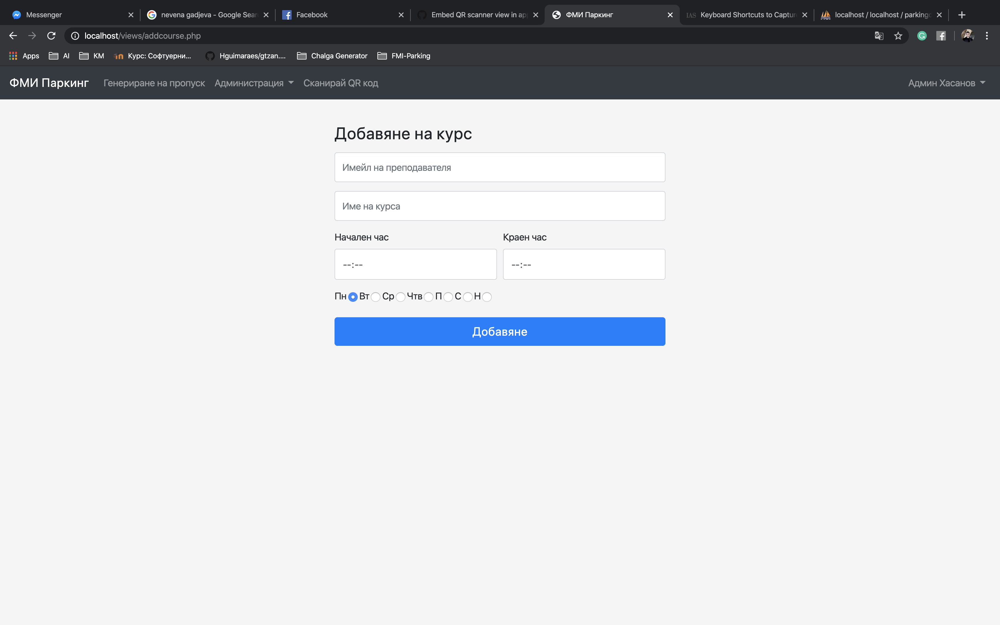 Messenger
nevena gadjeva - Google Sear
Facebook
Embed QR scanner view in ap
ФМИ Паркинг
IAS Keyboard Shortcuts to Captur
localhost / localhost / parking
localhost/views/addcourse.php
Apps
AI
KM
Курс: Софтуерни...
Hguimaraes/gtzan....
Chalga Generator
FMI-Parking
ФМИ Паркинг
Генериране на пропуск
Администрация
Сканирай QR код
Админ Хасанов
Добавяне на курс
Имейл на преподавателя
Име на курса
Начален час
Краен час
--:--
--:--
Пн Вт Ср Чтв П С Н
Добавяне